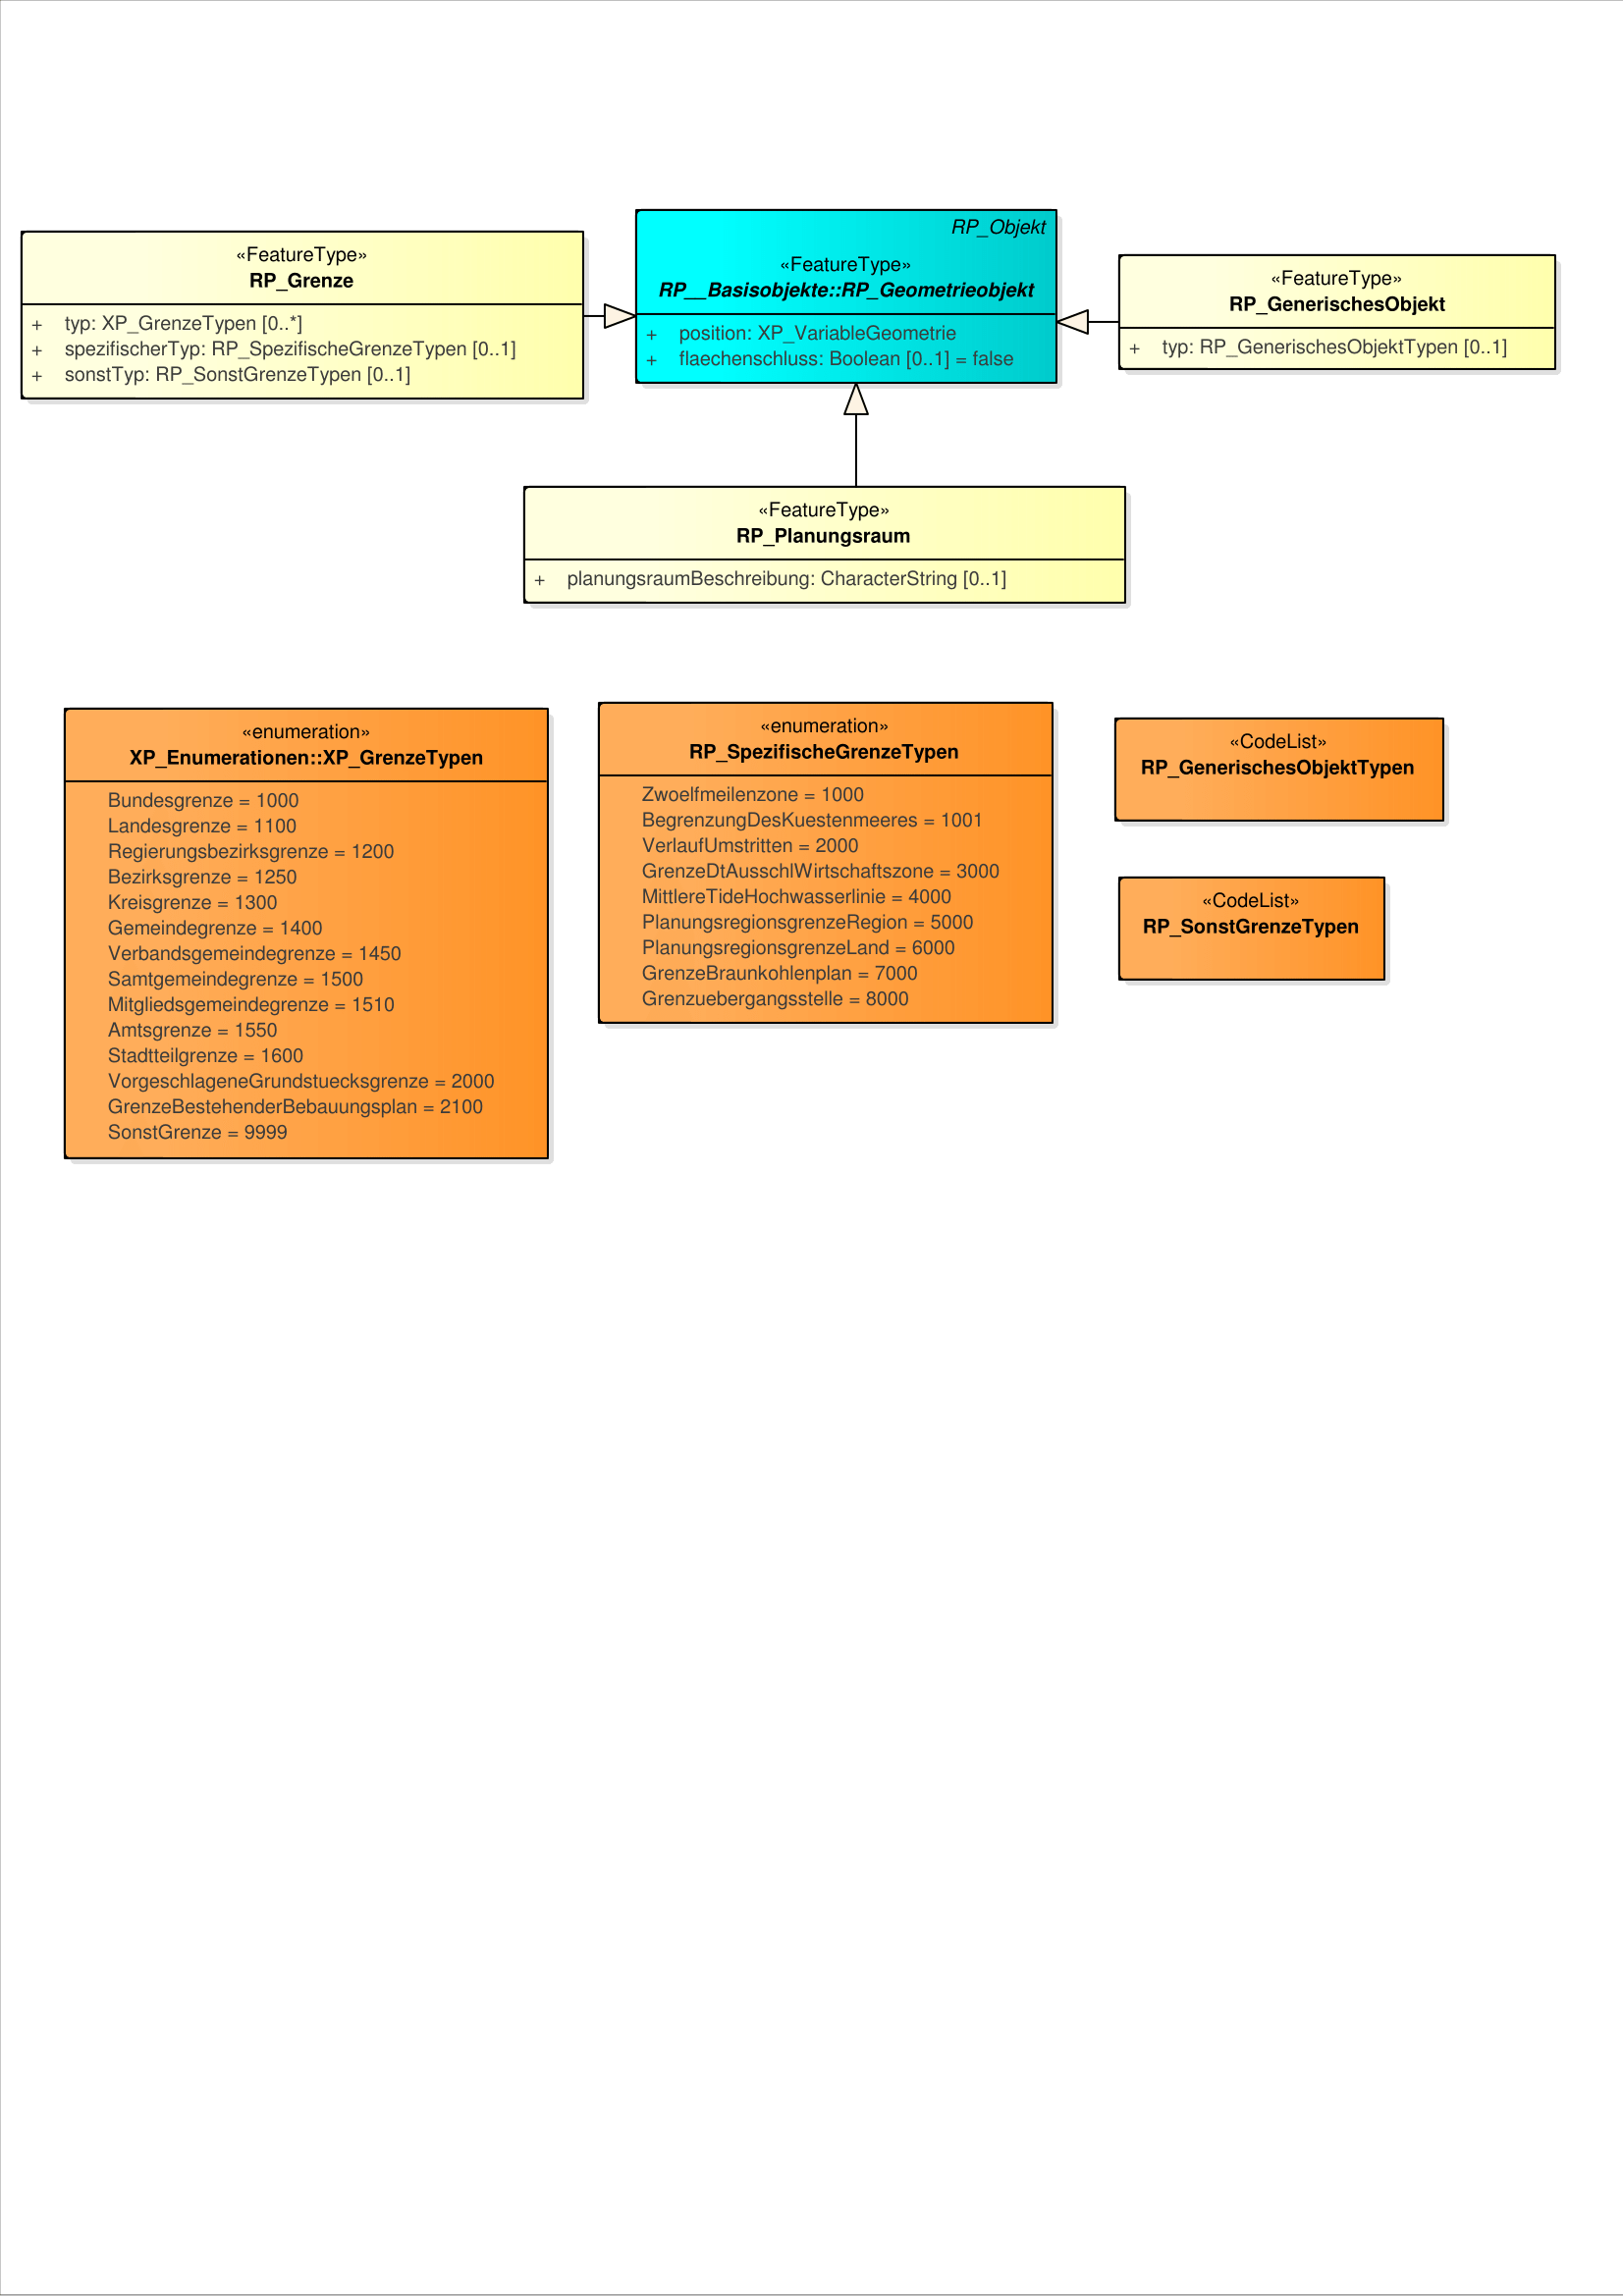 «FeatureType»
RP_Grenze
+ typ: XP_GrenzeTypen [0..*]
+ spezifischerTyp: RP_SpezifischeGrenzeTypen [0..1]
+ sonstTyp: RP_SonstGrenzeTypen [0..1]
RP_Objekt
«FeatureType»
RP__Basisobjekte::RP_Geometrieobjekt
+ position: XP_VariableGeometrie
+ flaechenschluss: Boolean [0..1] = false
«FeatureType»
RP_GenerischesObjekt
+ typ: RP_GenerischesObjektTypen [0..1]
«FeatureType»
RP_Planungsraum
+ planungsraumBeschreibung: CharacterString [0..1]
«enumeration»
XP_Enumerationen::XP_GrenzeTypen
Bundesgrenze = 1000
Landesgrenze = 1100
Regierungsbezirksgrenze = 1200
Bezirksgrenze = 1250
Kreisgrenze = 1300
Gemeindegrenze = 1400
Verbandsgemeindegrenze = 1450
Samtgemeindegrenze = 1500
Mitgliedsgemeindegrenze = 1510
Amtsgrenze = 1550
Stadtteilgrenze = 1600
VorgeschlageneGrundstuecksgrenze = 2000
GrenzeBestehenderBebauungsplan = 2100
SonstGrenze = 9999
«enumeration»
RP_SpezifischeGrenzeTypen
Zwoelfmeilenzone = 1000
BegrenzungDesKuestenmeeres = 1001
VerlaufUmstritten = 2000
GrenzeDtAusschlWirtschaftszone = 3000
MittlereTideHochwasserlinie = 4000
PlanungsregionsgrenzeRegion = 5000
PlanungsregionsgrenzeLand = 6000
GrenzeBraunkohlenplan = 7000
Grenzuebergangsstelle = 8000
«CodeList»
RP_GenerischesObjektTypen
«CodeList»
RP_SonstGrenzeTypen